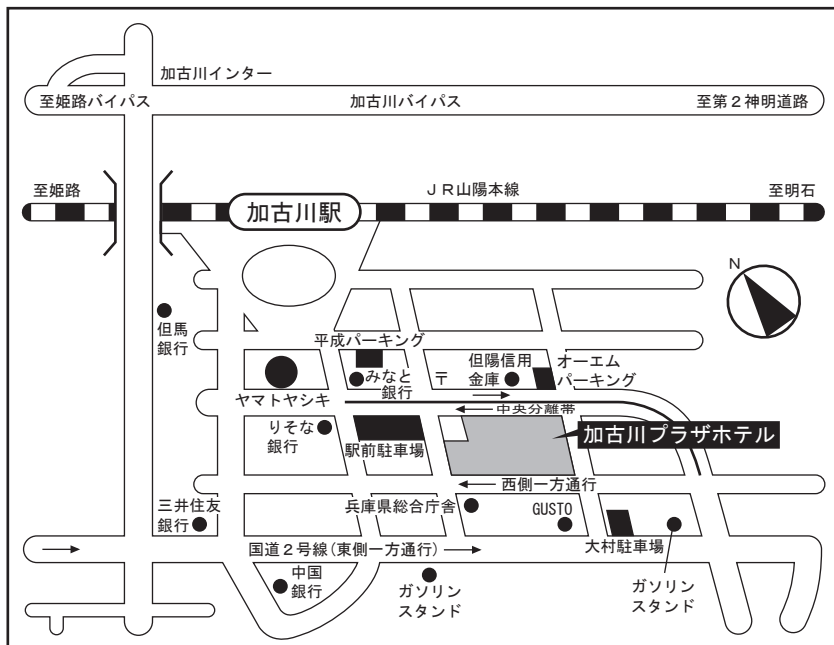 加古川インター
至姫路バイパス
加古川バイパス
至第２神明道路
至姫路
ＪＲ山陽本線
至明石
加古川駅
N
但馬
銀行
平成パーキング
みなと
銀行
〒
但陽信用
金庫
オーエム
パーキング
ヤマトヤシキ
中央分離帯
りそな
銀行
駅前駐車場
加古川プラザホテル
西側一方通行
三井住友
銀行
兵庫県総合庁舎
GUSTO
大村駐車場
国道２号線(東側一方通行)
中国
銀行
ガソリン
スタンド
ガソリン
スタンド